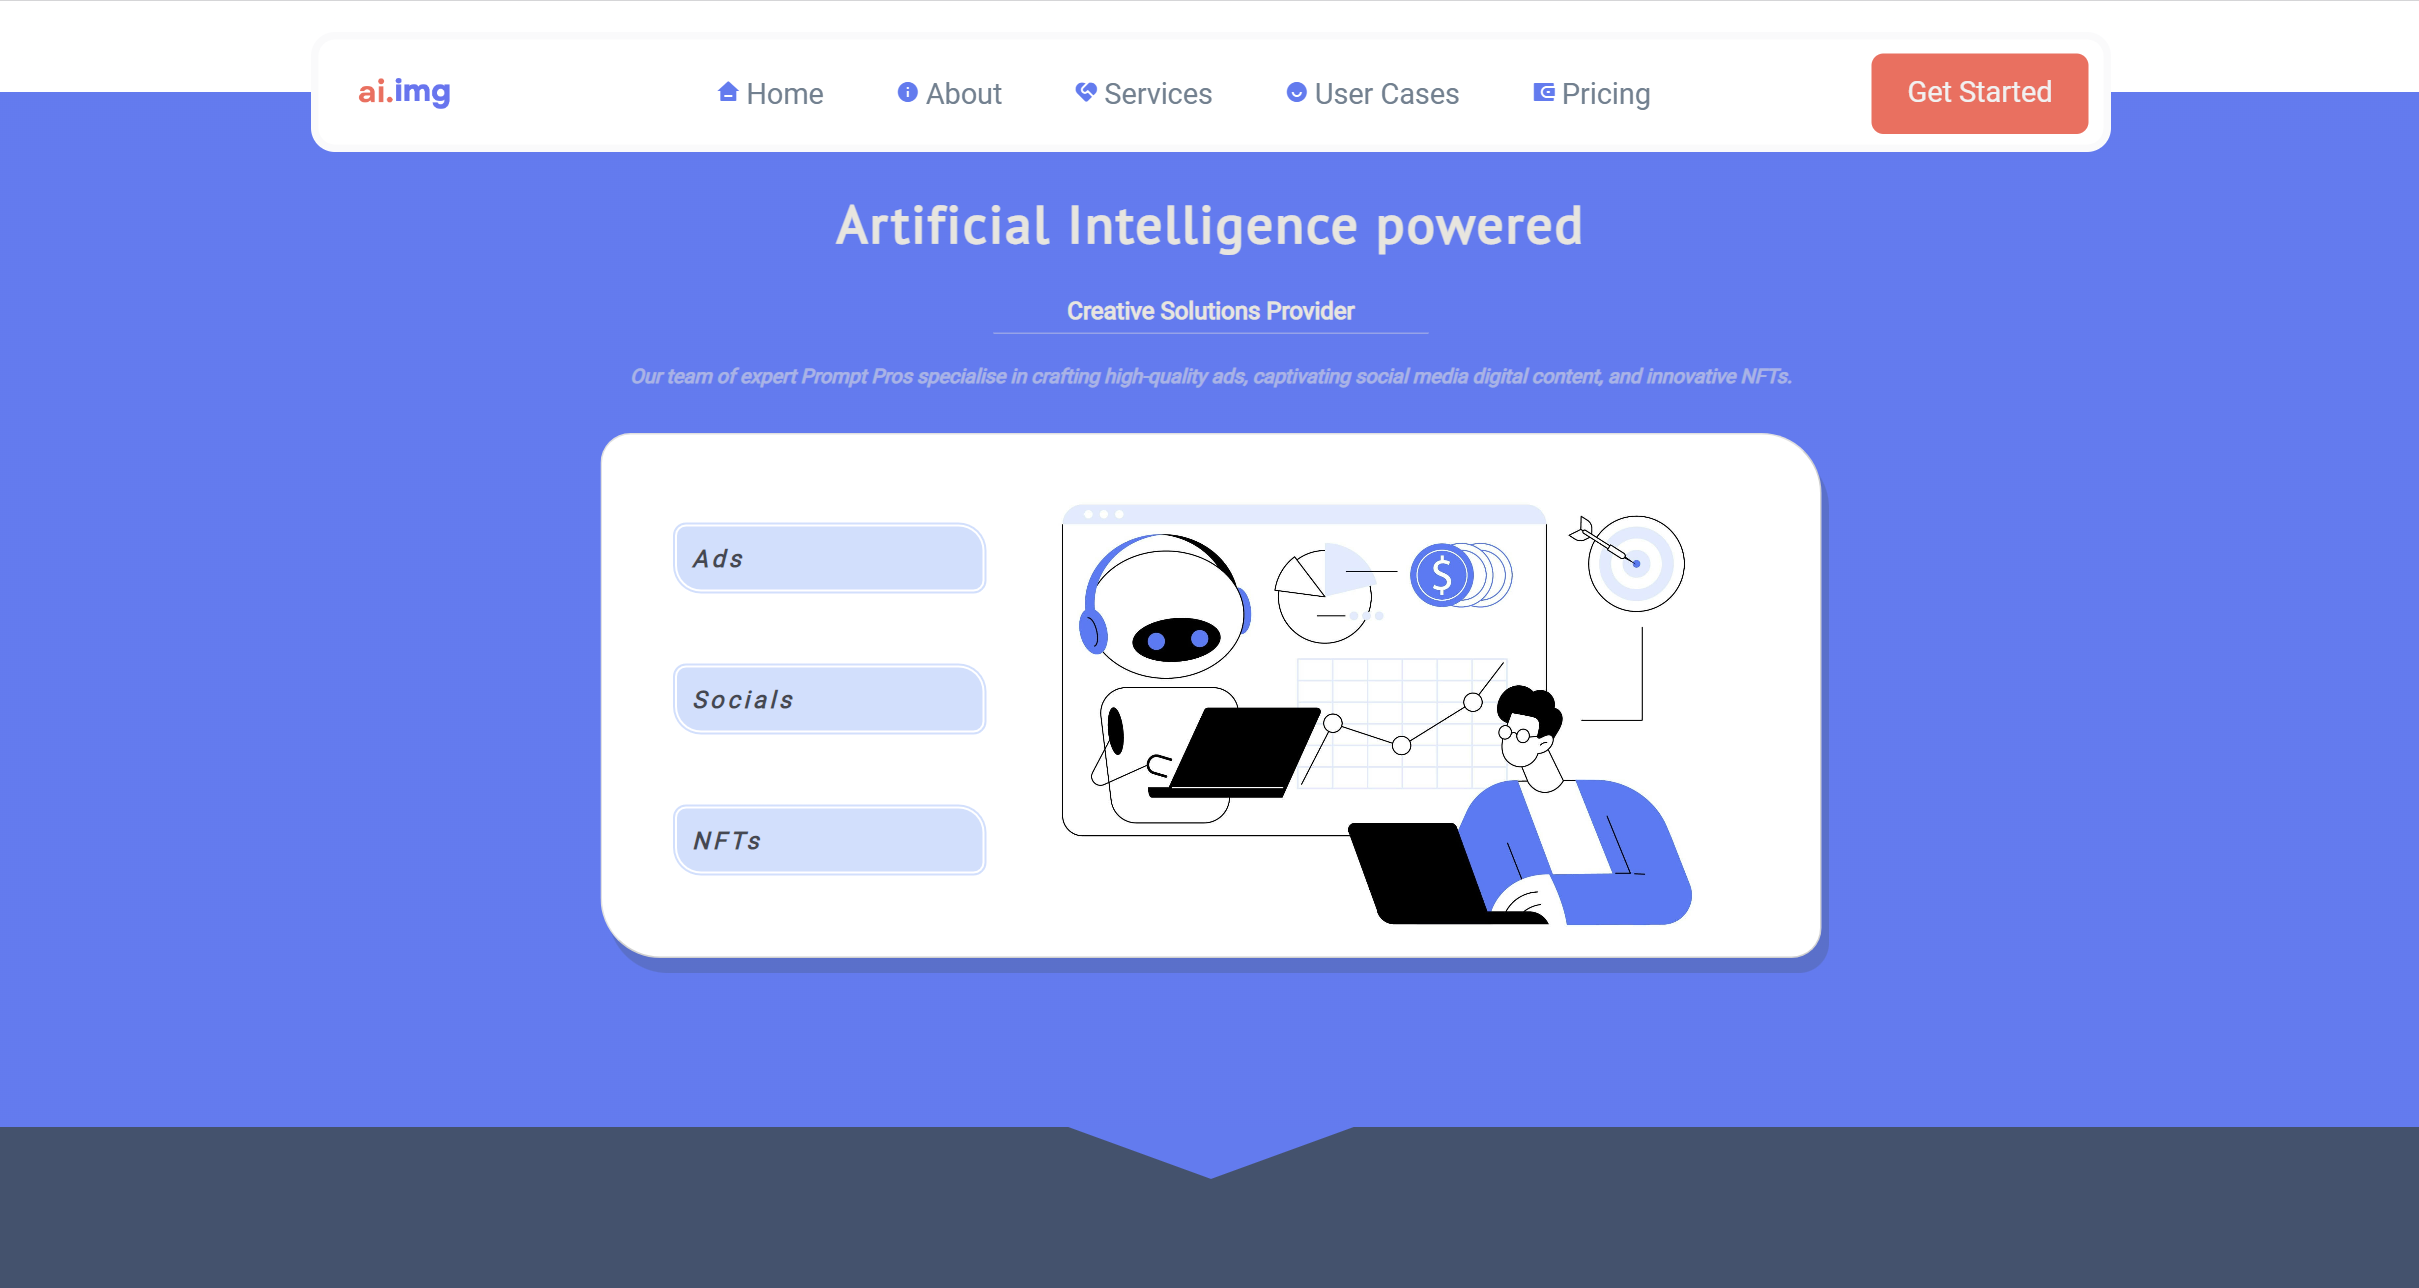 ai.img
Home
About
Services
User Cases
Pricing
Get Started
Artificial Intelligence powered
Creative Solutions Provider
Our team of expert Prompt Pros specialise in crafting high-quality ads, captivating social media digital content, and innovative NFTs.
Ads
Socials
NFTs
$